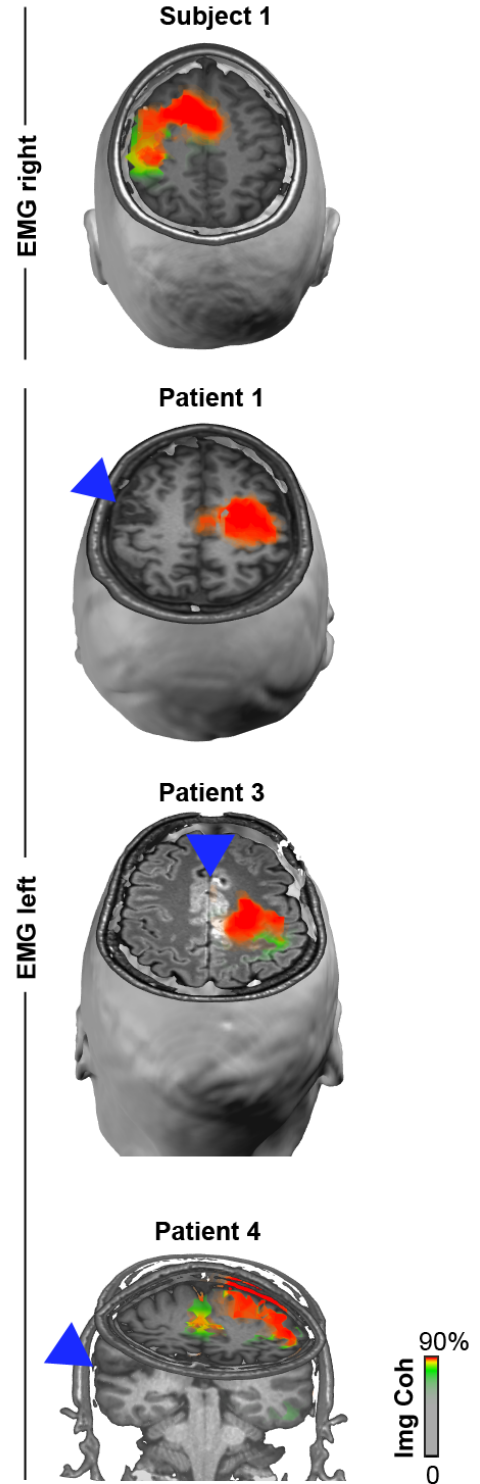 Subject 1
EMG right
Patient 1
EMG left
Patient 3
Patient 4
90%
Img Coh
0